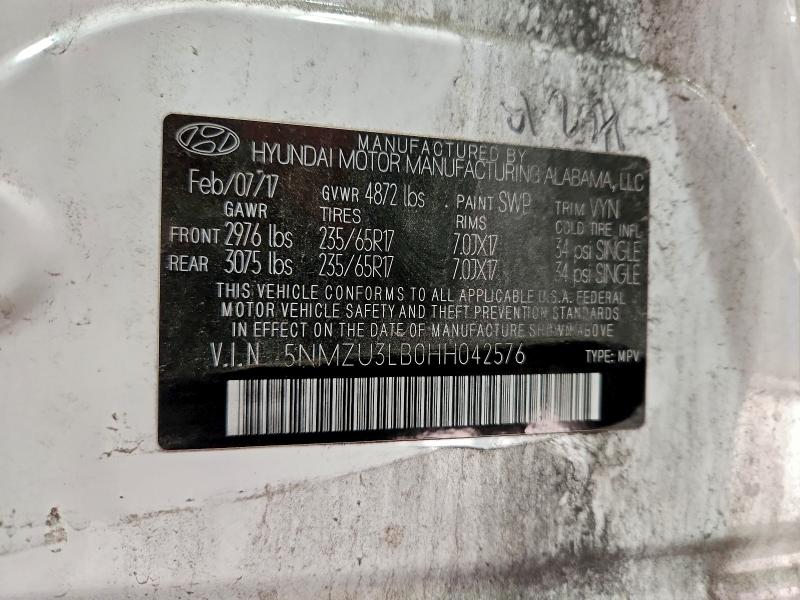 MANUFACTURED BY
HYUNDAI MOTOR MANUFACTURING ALABAMA, LLC
Feb/07/17 GVWR 4872 lbs PAINT SWP TRIM VYN
GAWR TIRES RIMS COLD TIRE INFL
FRONT 2976 lbs 235/65R17 7.0JX17 34 psi SINGLE
REAR 3075 lbs 235/65R17 7.0JX17 34 psi SINGLE
THIS VEHICLE CONFORMS TO ALL APPLICABLE U.S.A. FEDERAL
MOTOR VEHICLE SAFETY AND THEFT PREVENTION STANDARDS
IN EFFECT ON THE DATE OF MANUFACTURE SHOWN ABOVE
V.I.N 5NMZU3LB0HH042576 TYPE: MPV